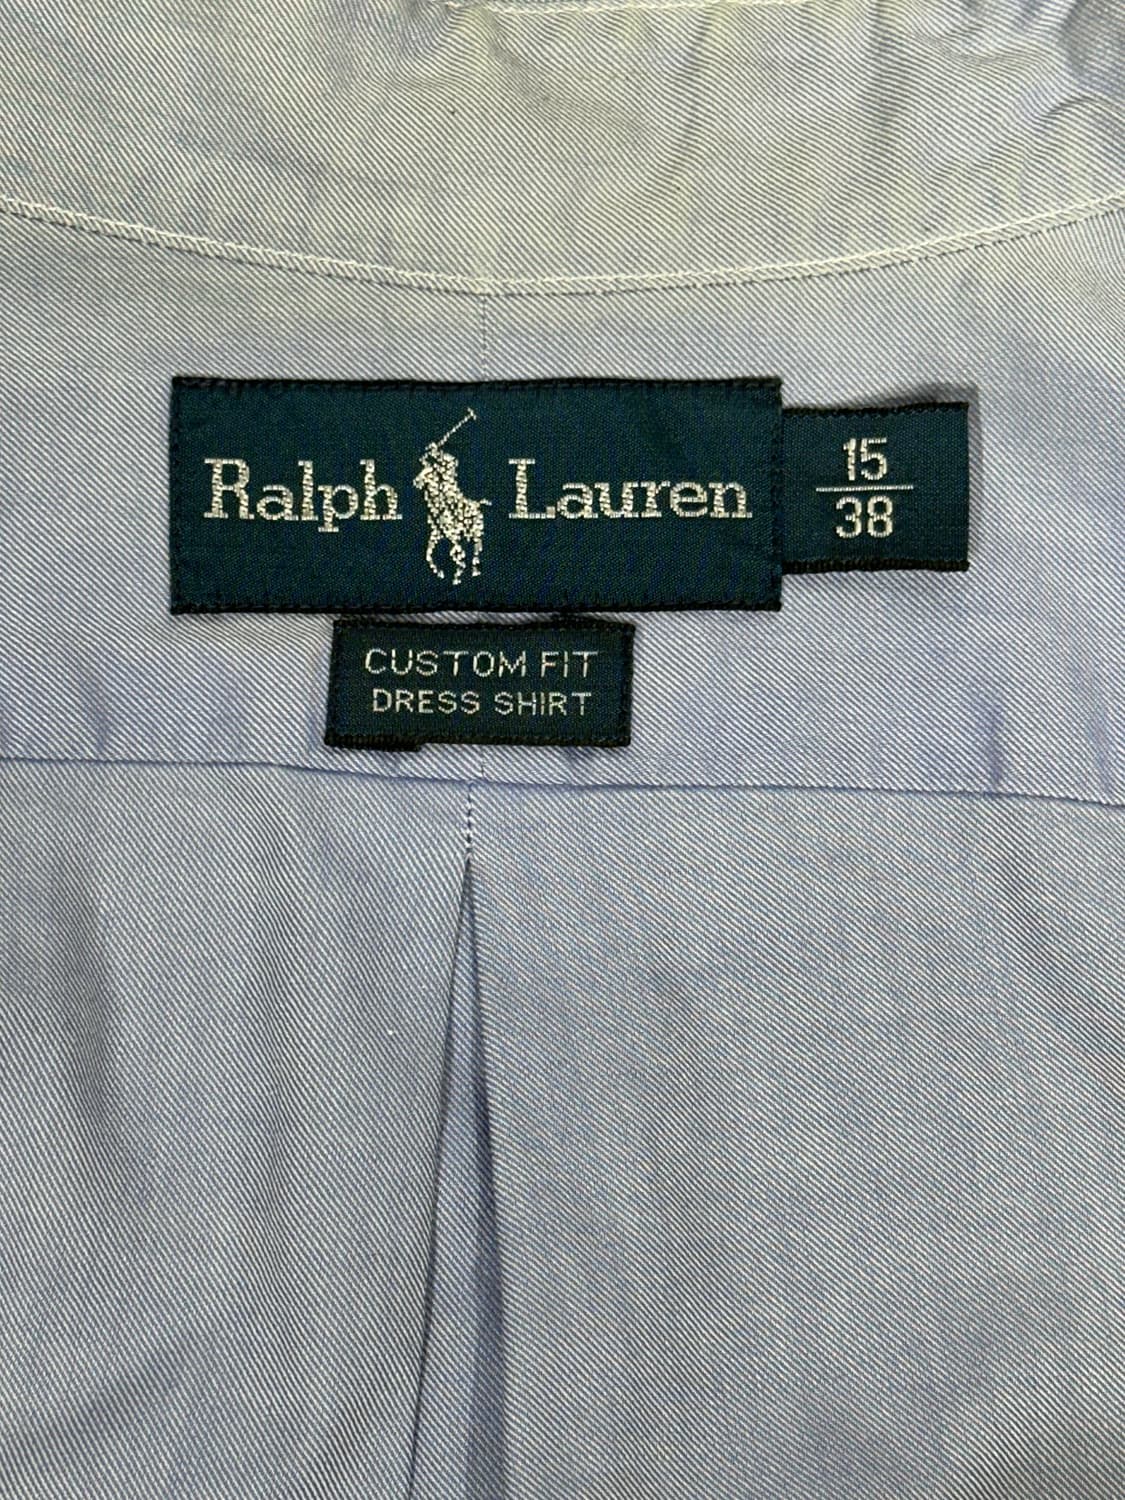 Ralph Lauren
15
38
CUSTOM FIT
DRESS SHIRT